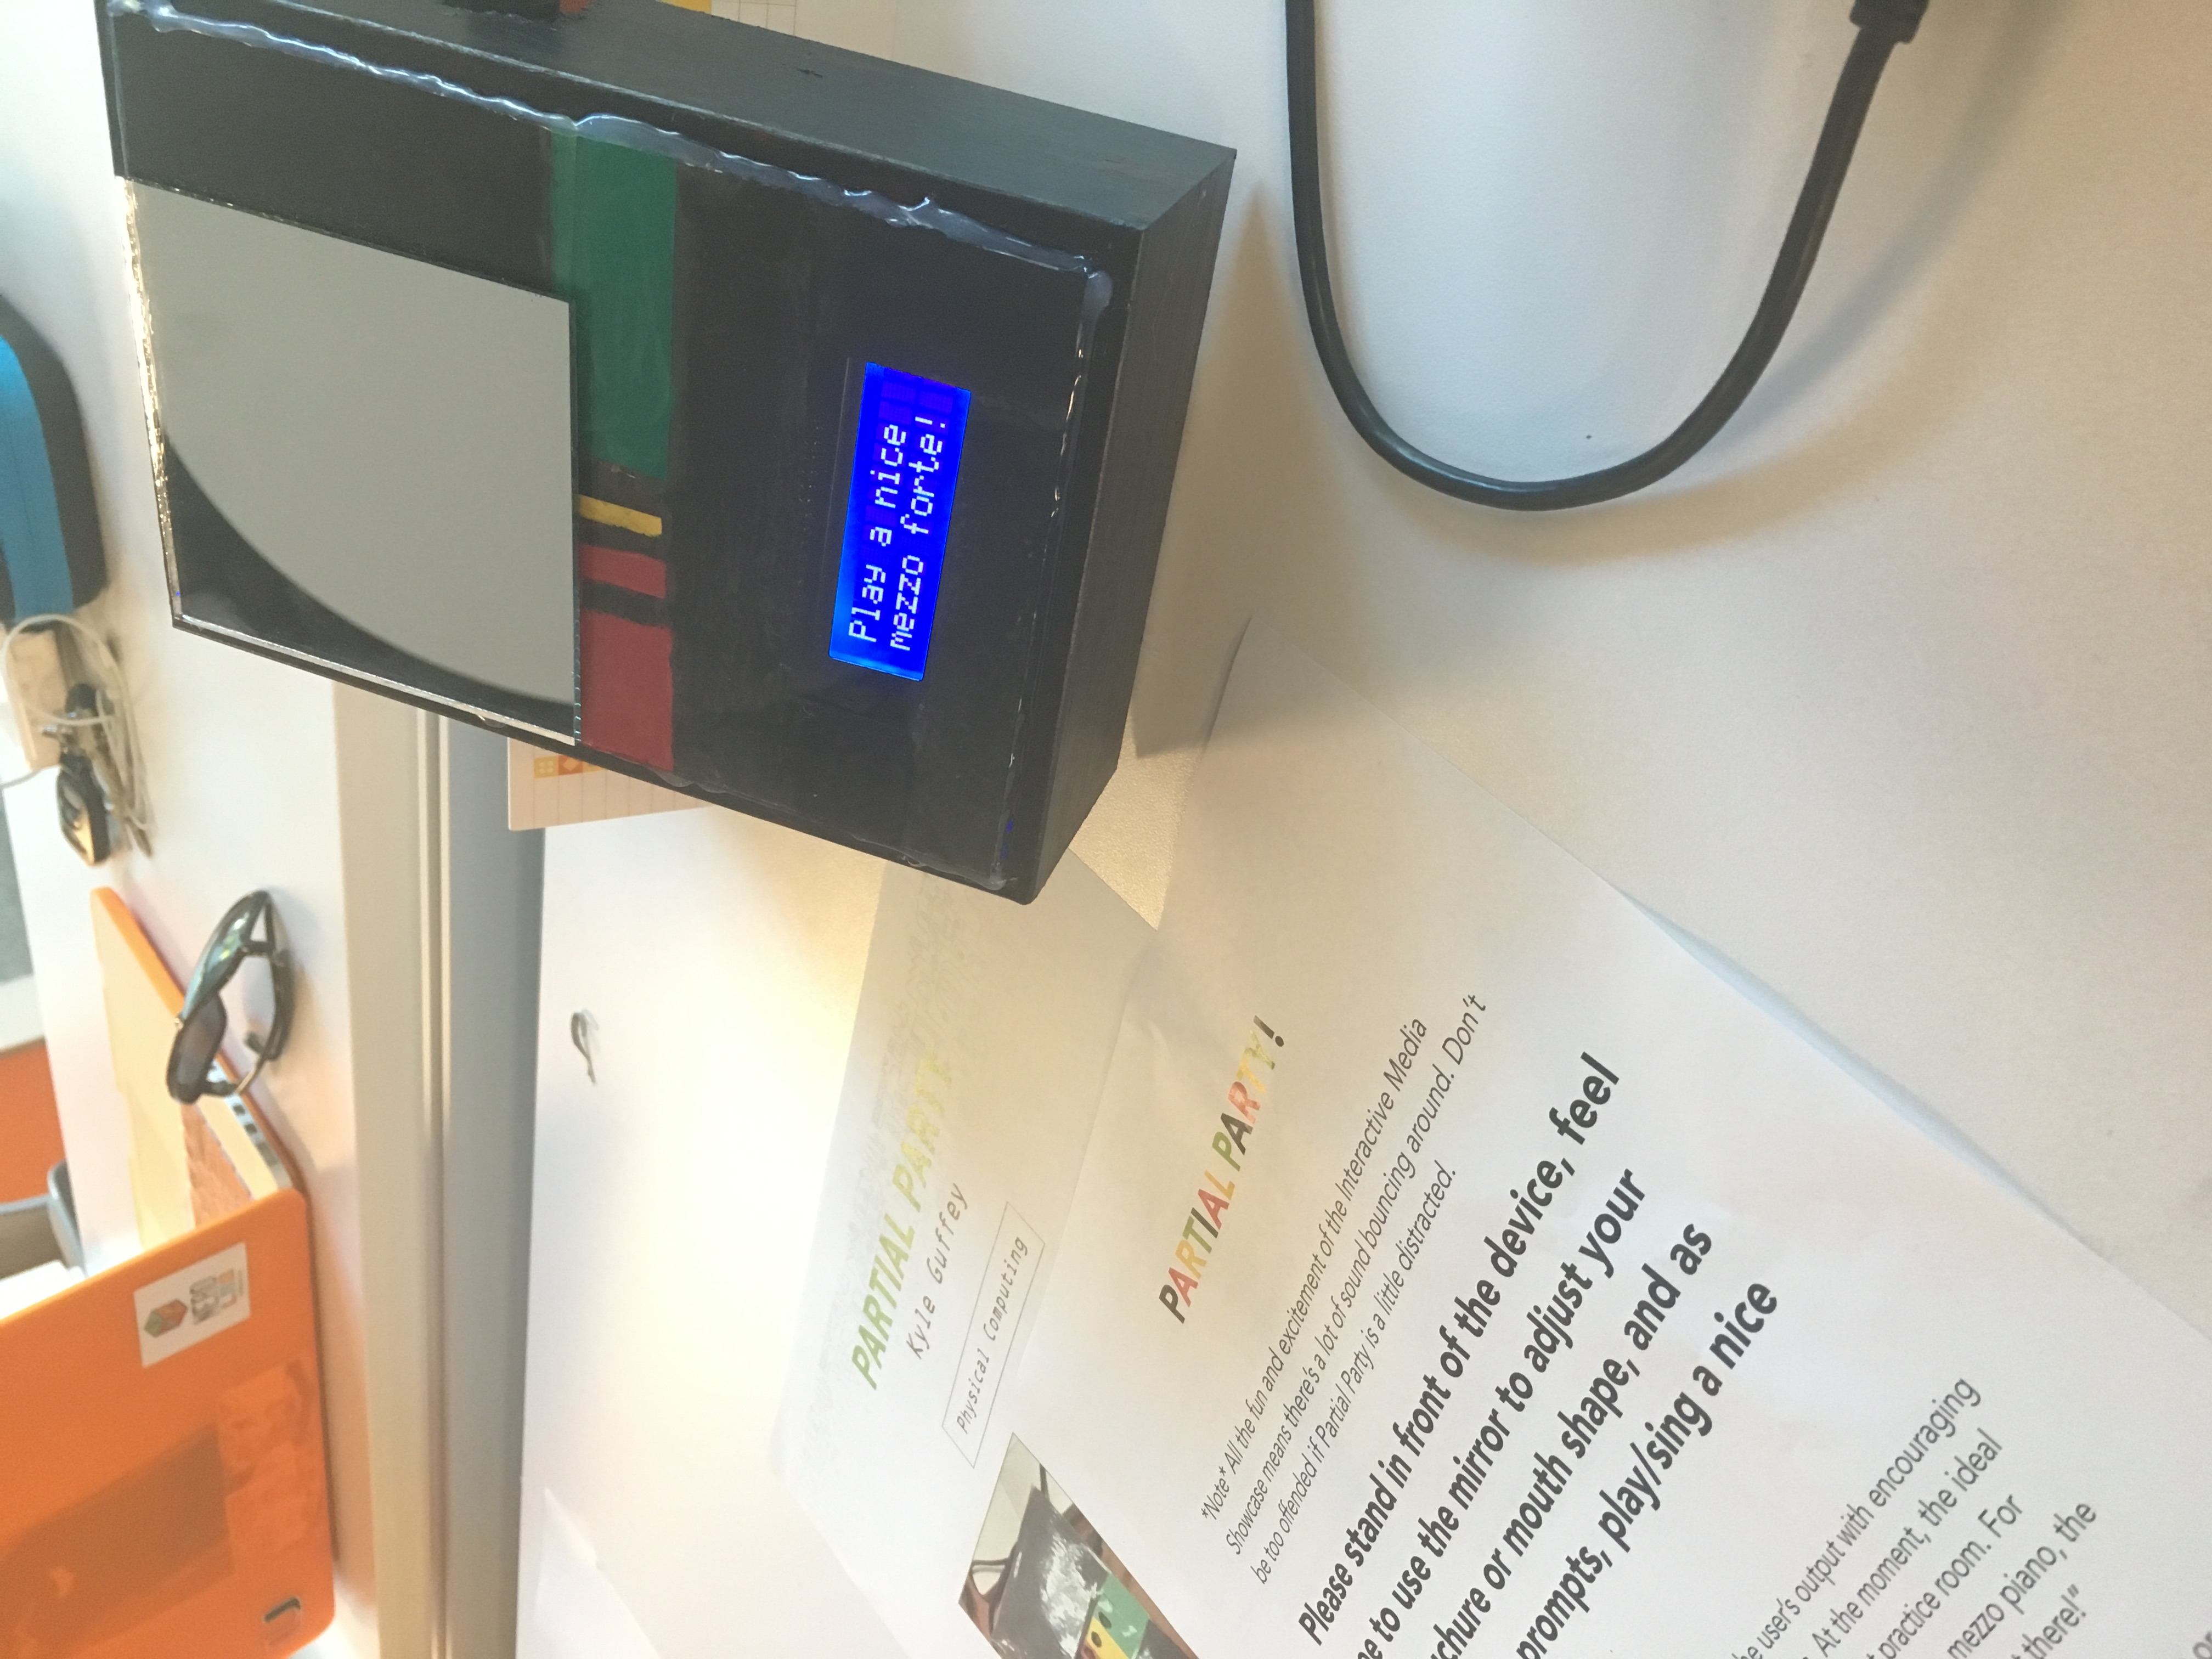 NERD
Play a nice
mezzo forte!
PARTIAL PARTY
Kyle Guffey
Physical Computing
PARTIAL PARTY!
*Note* All the fun and excitement of the Interactive Media
Showcase means there's a lot of sound bouncing around. Don't
be too offended if Partial Party is a little distracted.
Please stand in front of the device, feel
to use the mirror to adjust your
or mouth shape, and as
prompts, play/sing a nice
user's output with encouraging
At the moment, the ideal
practice room. For
mezzo piano, the
there!"